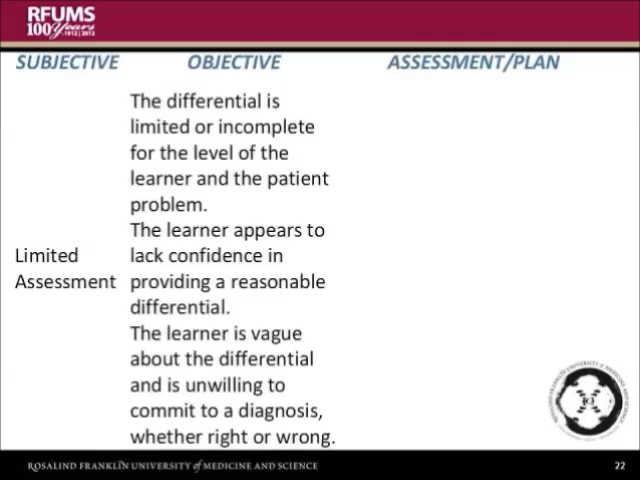 RFUMS
100 Years
1912|2012
SUBJECTIVE OBJECTIVE ASSESSMENT/PLAN
The differential is
limited or incomplete
for the level of the
learner and the patient
problem.
The learner appears to
Limited lack confidence in
Assessment providing a reasonable
differential.
The learner is vague
about the differential
and is unwilling to
commit to a diagnosis,
whether right or wrong.
ROSALIND FRANKLIN UNIVERSITY of MEDICINE AND SCIENCE 22